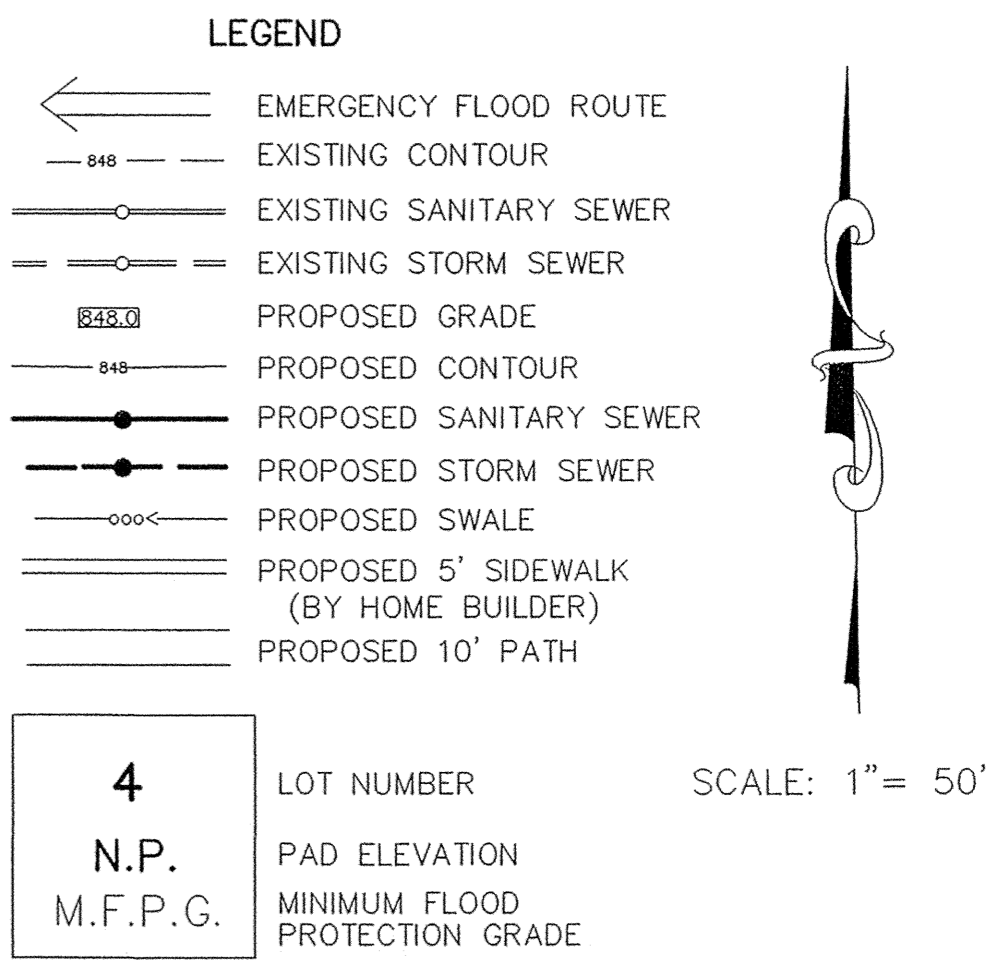 LEGEND
EMERGENCY FLOOD ROUTE
848 EXISTING CONTOUR
EXISTING SANITARY SEWER
EXISTING STORM SEWER
848.0 PROPOSED GRADE
848 PROPOSED CONTOUR
PROPOSED SANITARY SEWER
PROPOSED STORM SEWER
PROPOSED SWALE
PROPOSED 5' SIDEWALK
(BY HOME BUILDER)
PROPOSED 10' PATH
4 LOT NUMBER
N.P. PAD ELEVATION
M.F.P.G. MINIMUM FLOOD
PROTECTION GRADE
SCALE: 1"= 50'